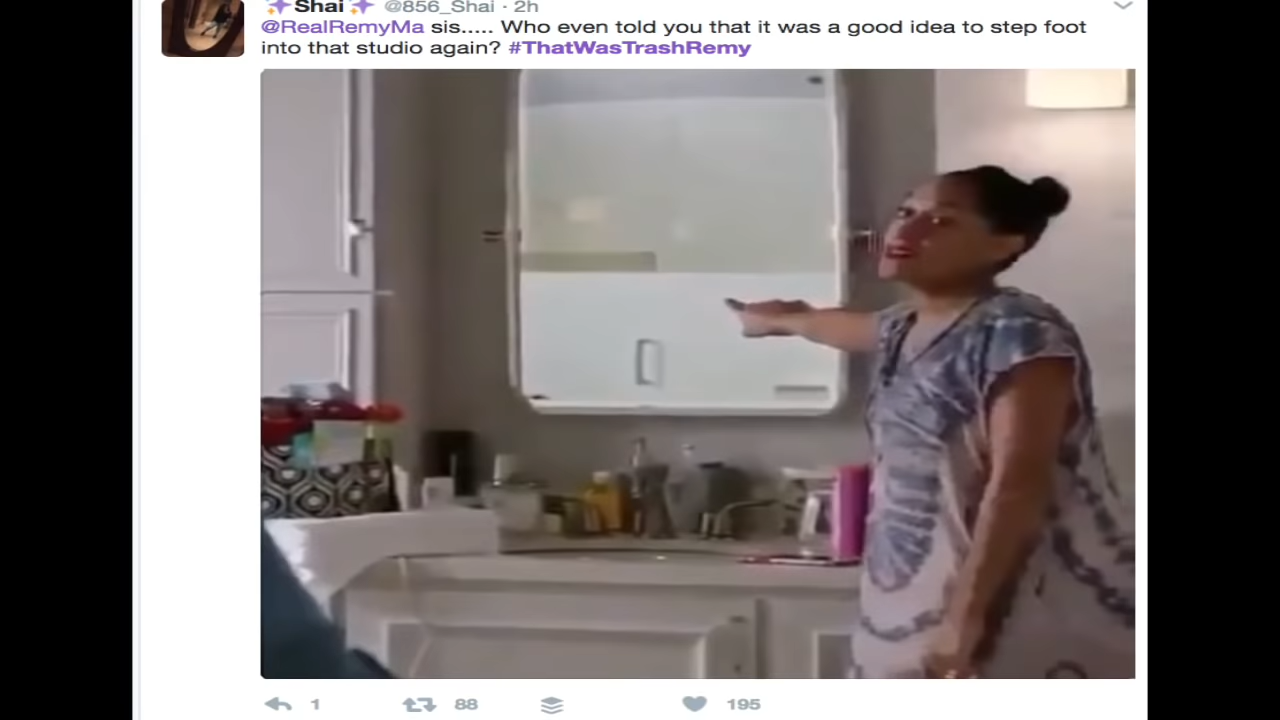 ✨Shai✨ @856_Shai · 2h
@RealRemyMa sis..... Who even told you that it was a good idea to step foot
into that studio again? #ThatWasTrashRemy
1 88 195